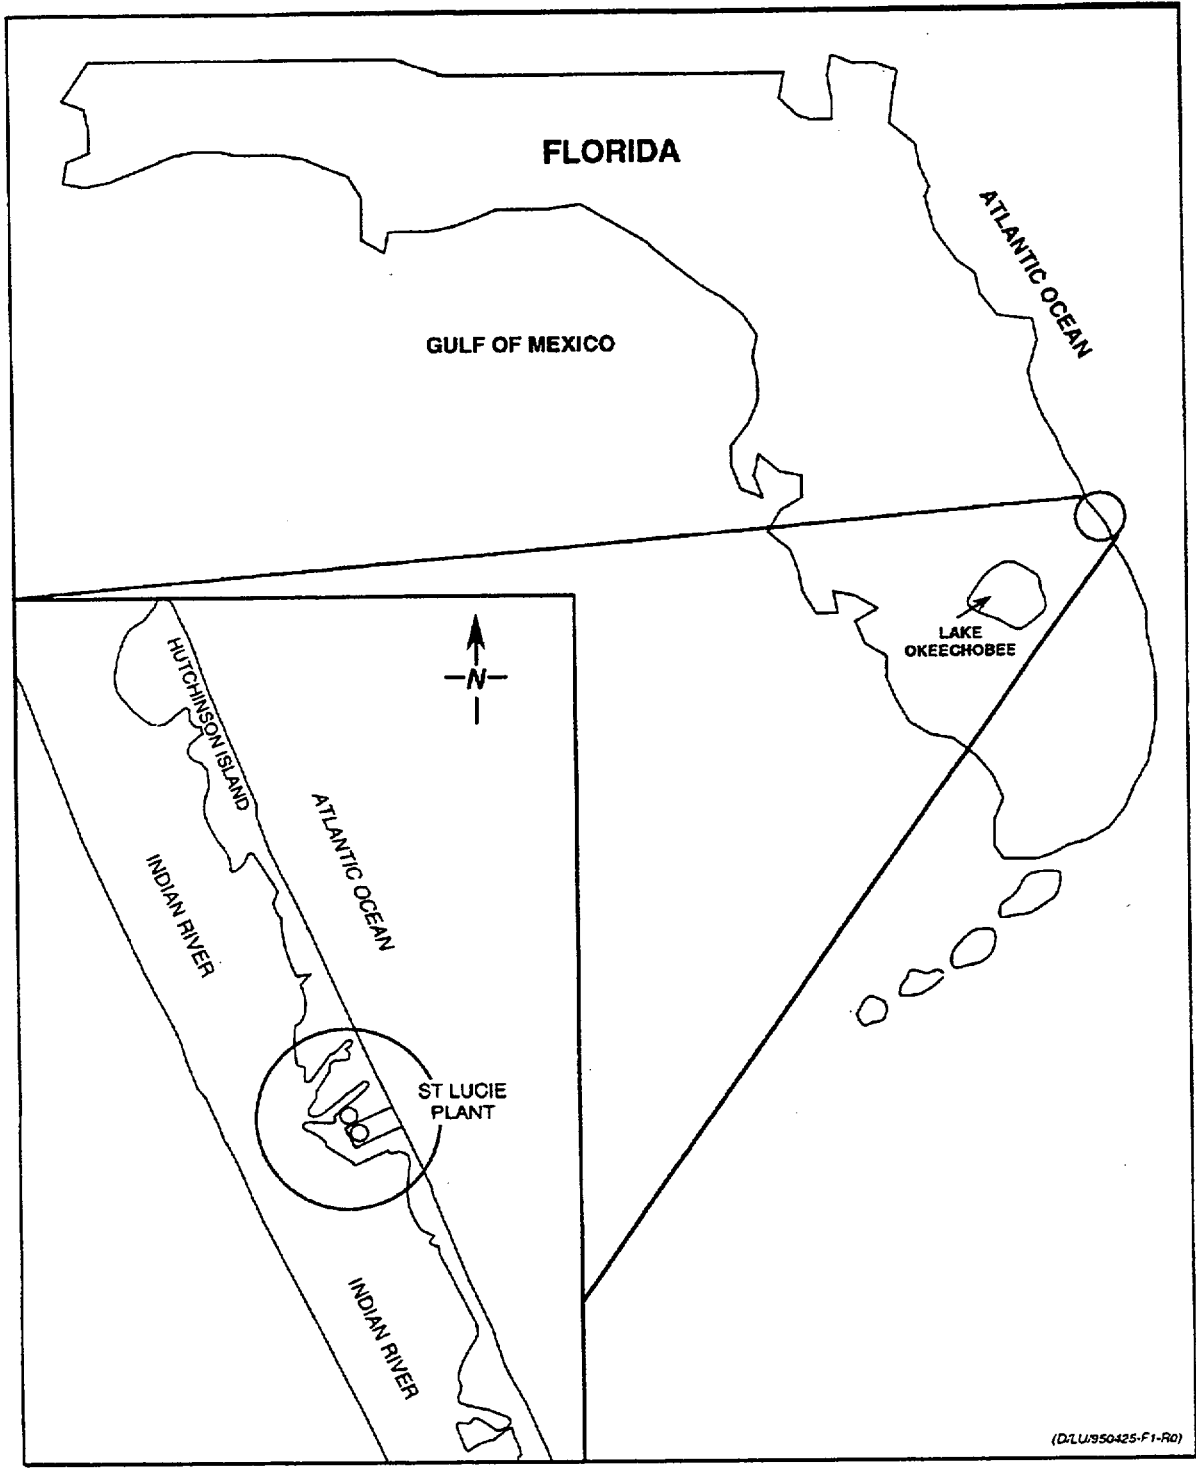 FLORIDA
ATLANTIC OCEAN
GULF OF MEXICO
LAKE
OKEECHOBEE
N
HUTCHINSON ISLAND
ATLANTIC OCEAN
INDIAN RIVER
ST LUCIE
PLANT
INDIAN RIVER
(D/LU/950425-F1-R0)